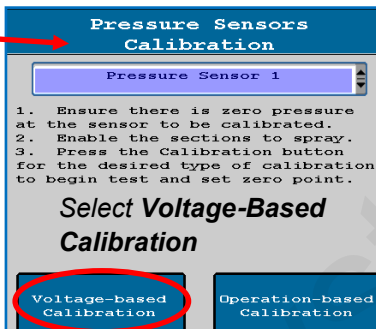 Pressure Sensors
Calibration
Pressure Sensor 1
1. Ensure there is zero pressure
at the sensor to be calibrated.
2. Enable the sections to spray.
3. Press the Calibration button
for the desired type of calibration
to begin test and set zero point.
Select Voltage-Based
Calibration
Voltage-based
Calibration
Operation-based
Calibration